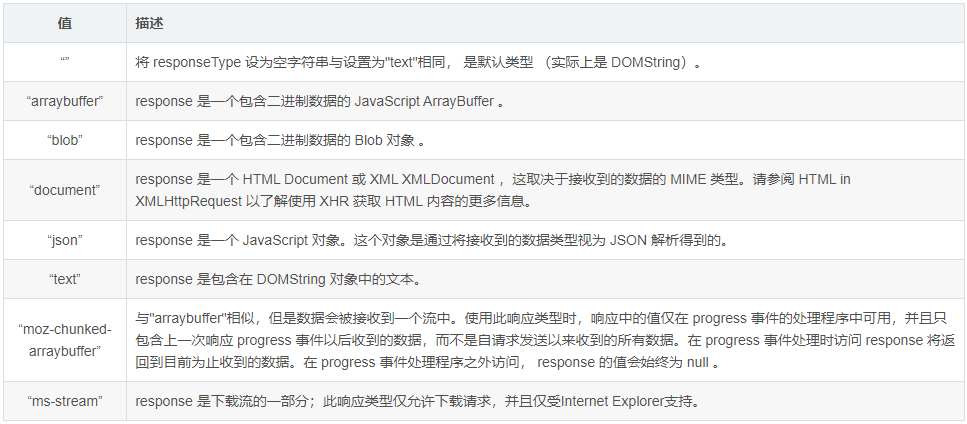 值 描述
“” 将 responseType 设为空字符串与设置为"text"相同， 是默认类型 （实际上是 DOMString）。
“arraybuffer” response 是一个包含二进制数据的 JavaScript ArrayBuffer 。
“blob” response 是一个包含二进制数据的 Blob 对象 。
“document” response 是一个 HTML Document 或 XML XMLDocument ，这取决于接收到的数据的 MIME 类型。请参阅 HTML in
XMLHttpRequest 以了解使用 XHR 获取 HTML 内容的更多信息。
“json” response 是一个 JavaScript 对象。这个对象是通过将接收到的数据类型视为 JSON 解析得到的。
“text” response 是包含在 DOMString 对象中的文本。
“moz-chunked-
arraybuffer”
与"arraybuffer"相似，但是数据会被接收到一个流中。使用此响应类型时，响应中的值仅在 progress 事件的处理程序中可用，并且只
包含上一次响应 progress 事件以后收到的数据，而不是自请求发送以来收到的所有数据。在 progress 事件处理时访问 response 将返
回到目前为止收到的数据。在 progress 事件处理程序之外访问， response 的值会始终为 null 。
“ms-stream” response 是下载流的一部分；此响应类型仅允许下载请求，并且仅受Internet Explorer支持。